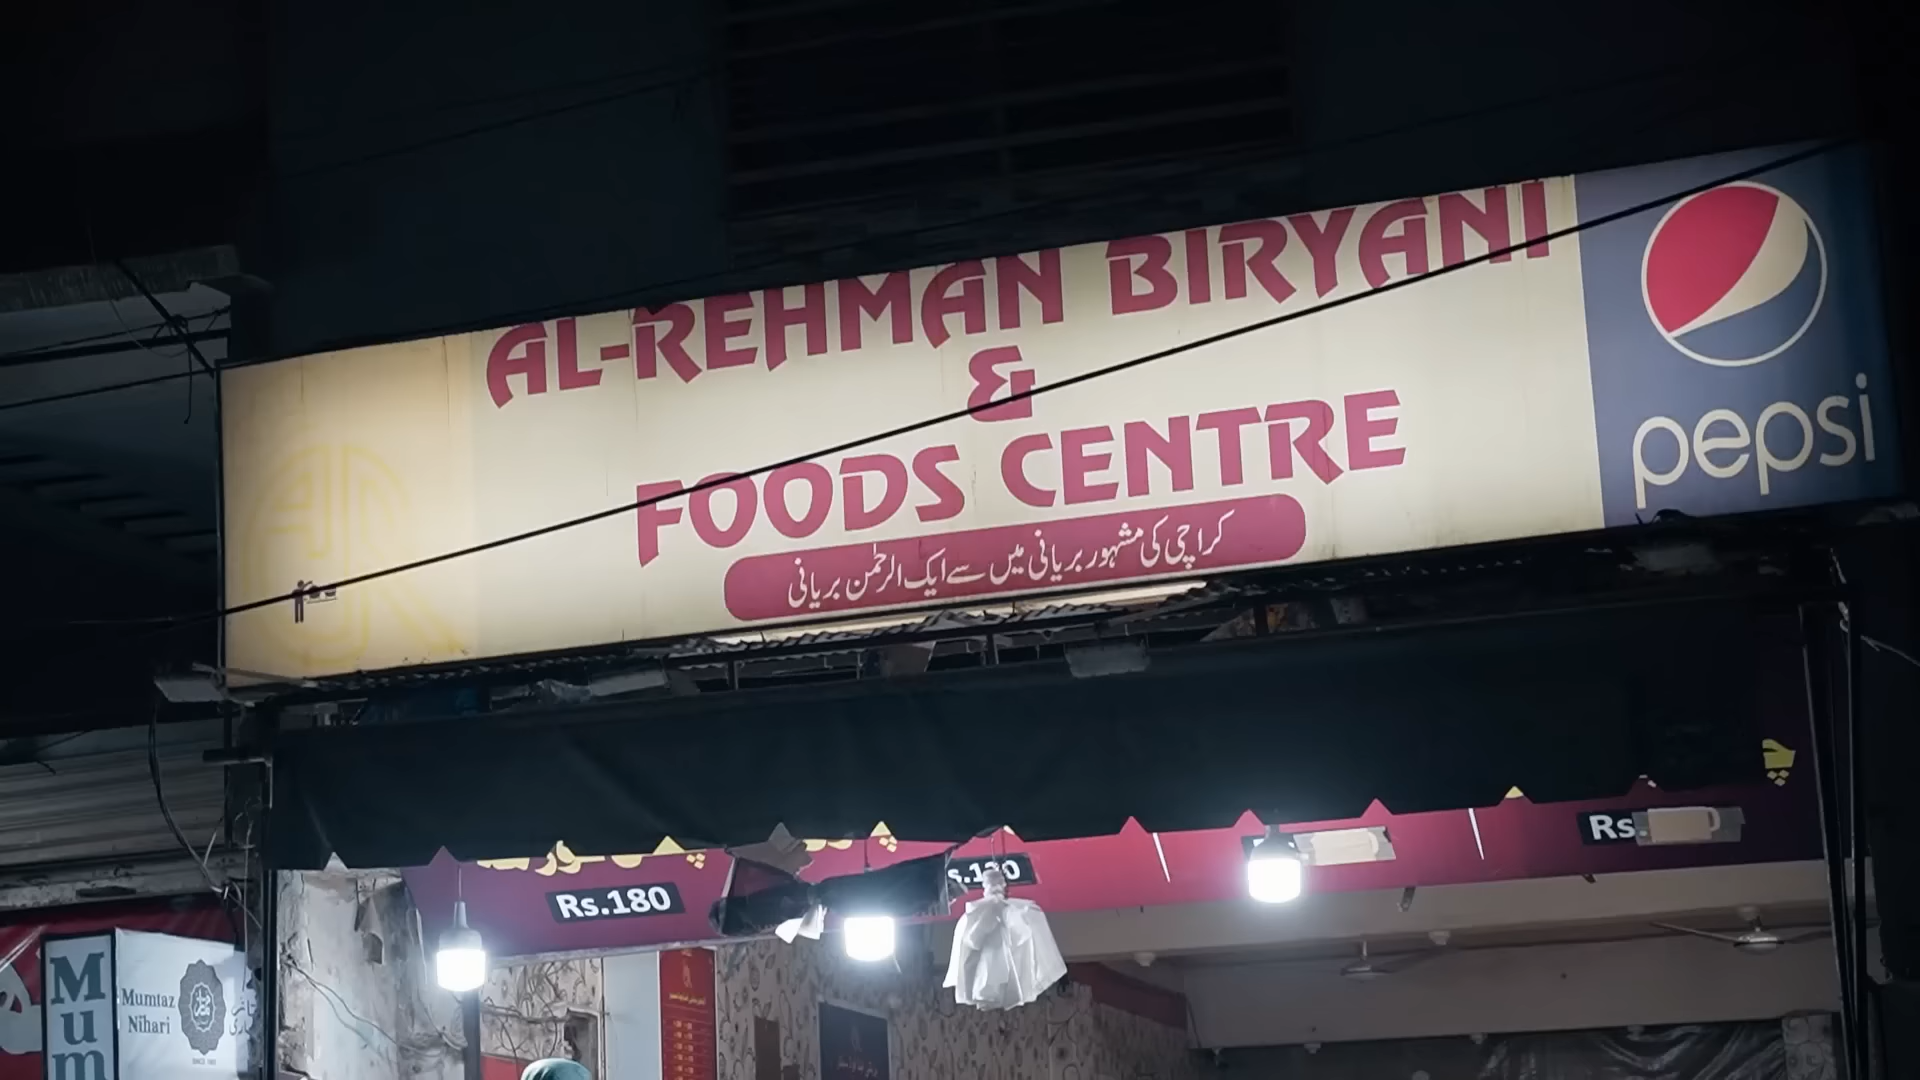 AL-REHMAN BIRYANI
&
FOODS CENTRE
کراچی کی مشہور بریانی میں سے ایک الرحمٰن بریانی
pepsi
Rs.180
Rs.
Mum
Mumtaz
Nihari